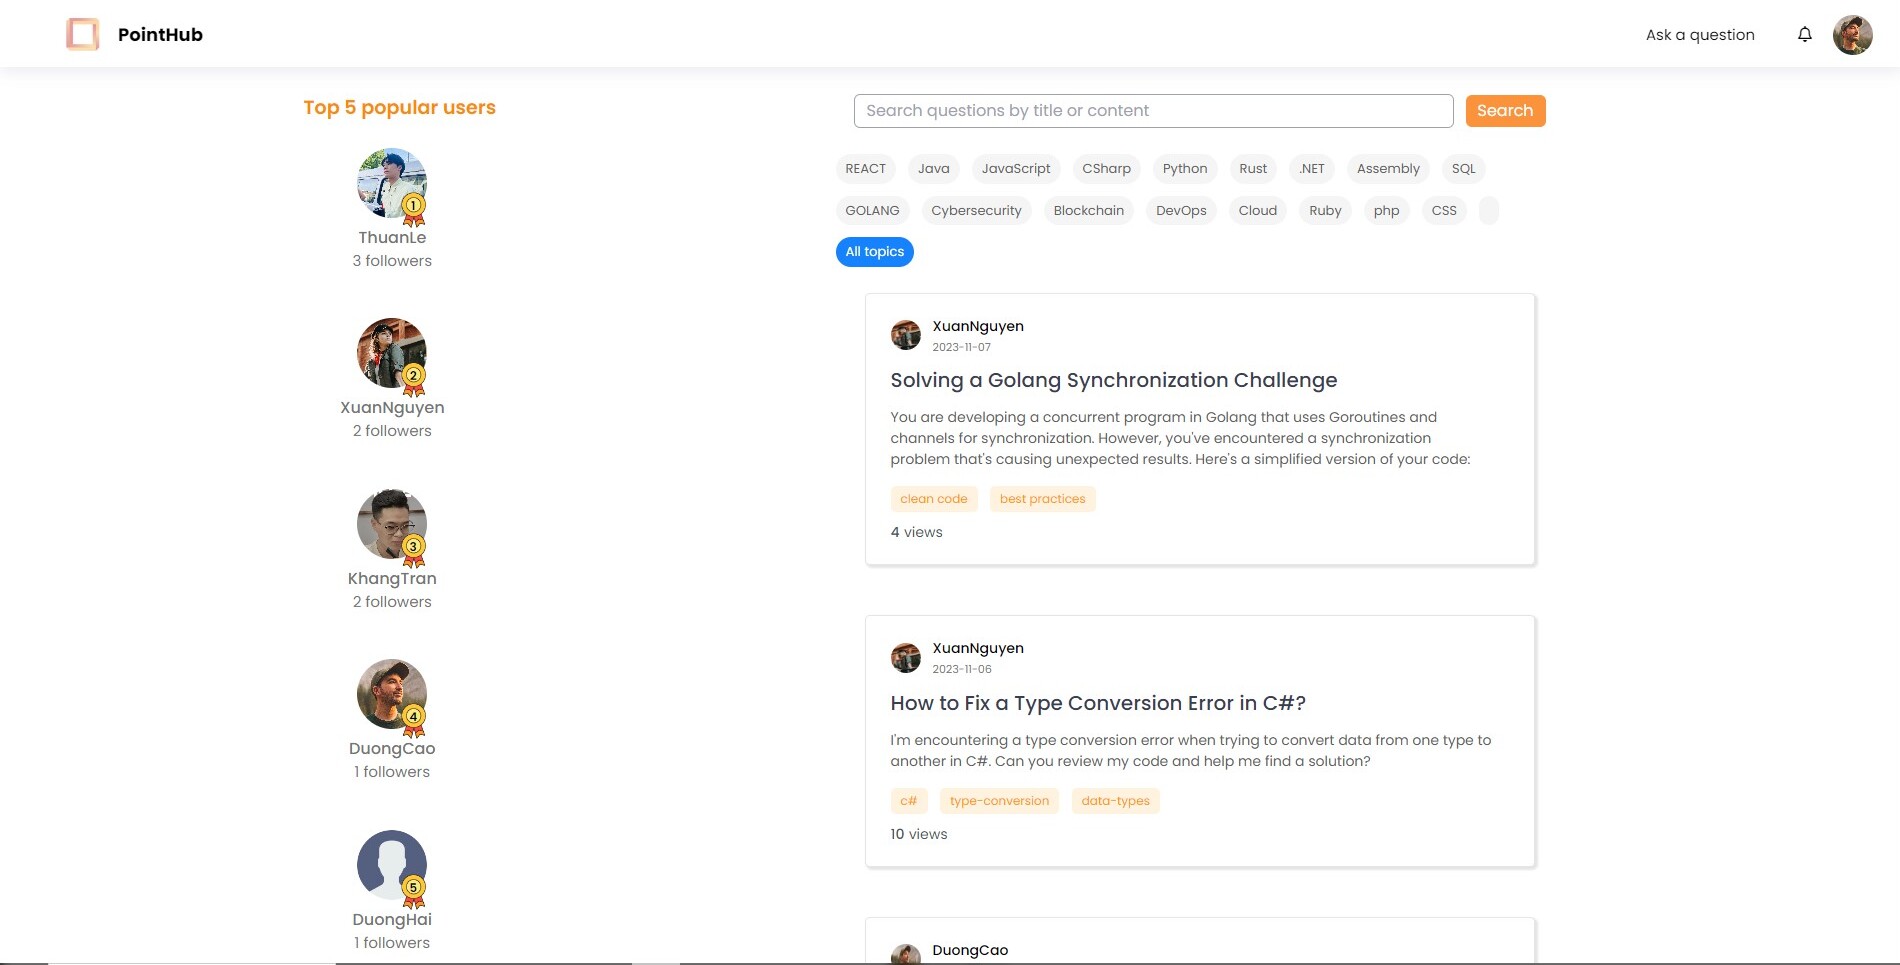 PointHub
Ask a question
Top 5 popular users
1
ThuanLe
3 followers
2
XuanNguyen
2 followers
3
KhangTran
2 followers
4
DuongCao
1 followers
5
DuongHai
1 followers
Search questions by title or content
Search
REACT Java JavaScript CSharp Python Rust .NET Assembly SQL
GOLANG Cybersecurity Blockchain DevOps Cloud Ruby php CSS
All topics
XuanNguyen
2023-11-07
Solving a Golang Synchronization Challenge
You are developing a concurrent program in Golang that uses Goroutines and
channels for synchronization. However, you've encountered a synchronization
problem that's causing unexpected results. Here's a simplified version of your code:
clean code best practices
4 views
XuanNguyen
2023-11-06
How to Fix a Type Conversion Error in C#?
I'm encountering a type conversion error when trying to convert data from one type to
another in C#. Can you review my code and help me find a solution?
c# type-conversion data-types
10 views
DuongCao